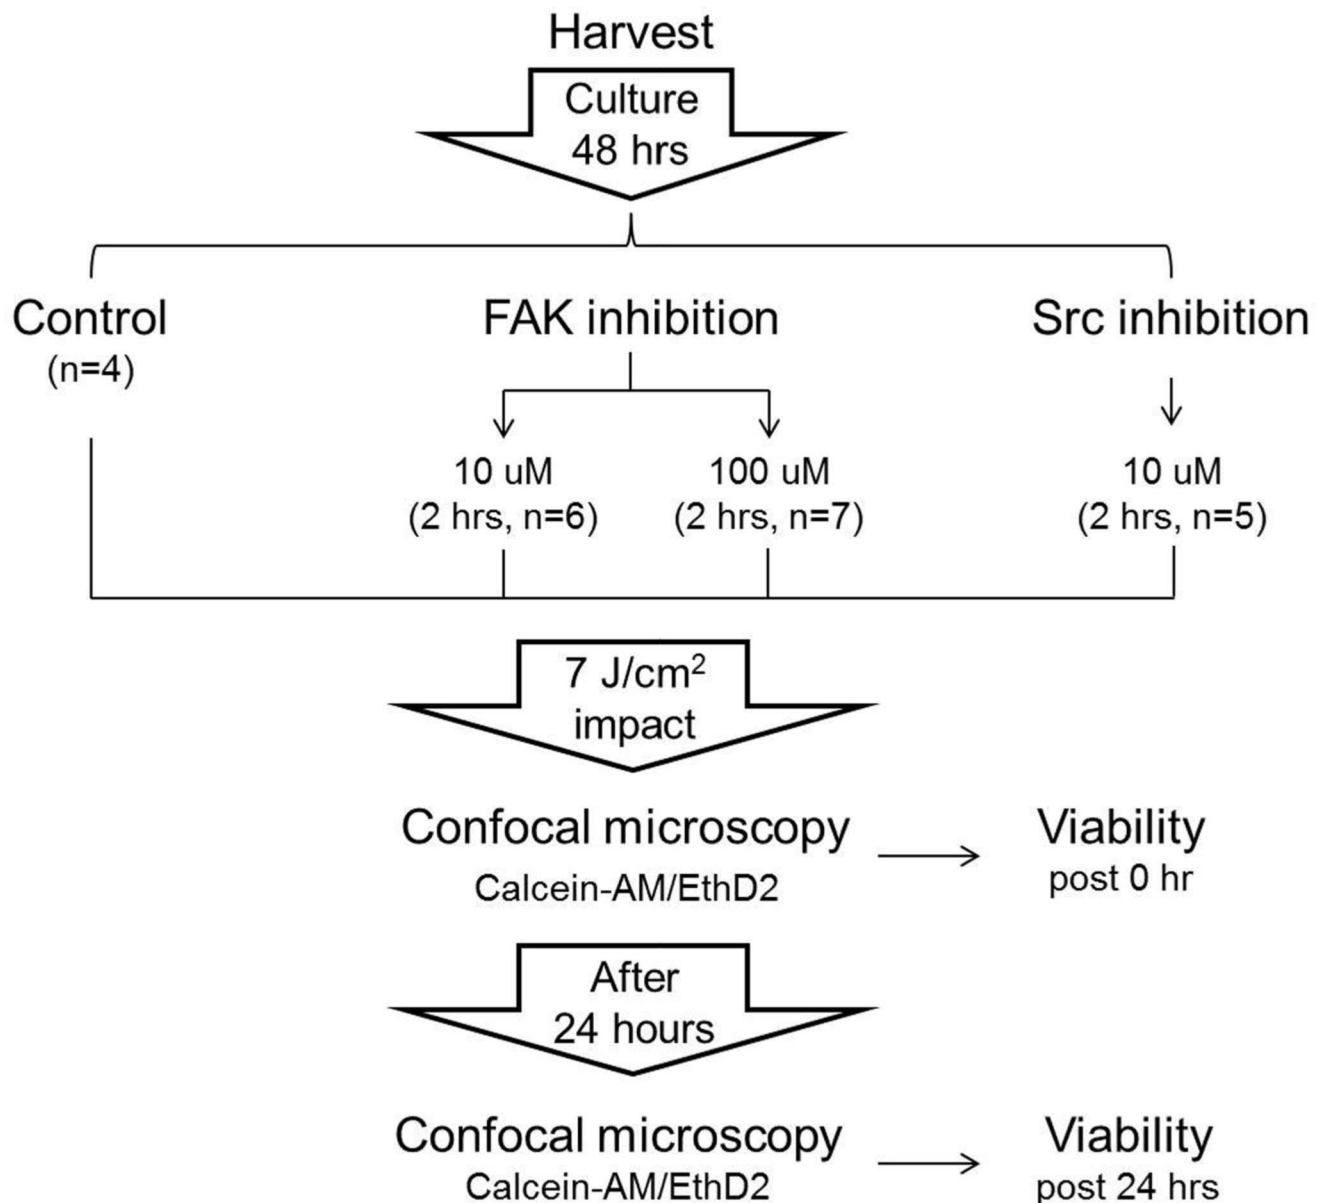 Harvest
Culture
48 hrs
Control
(n=4)
FAK inhibition
Src inhibition
10 uM
(2 hrs, n=6)
100 uM
(2 hrs, n=7)
10 uM
(2 hrs, n=5)
7 J/cm²
impact
Confocal microscopy
Calcein-AM/EthD2
Viability
post 0 hr
After
24 hours
Confocal microscopy
Calcein-AM/EthD2
Viability
post 24 hrs